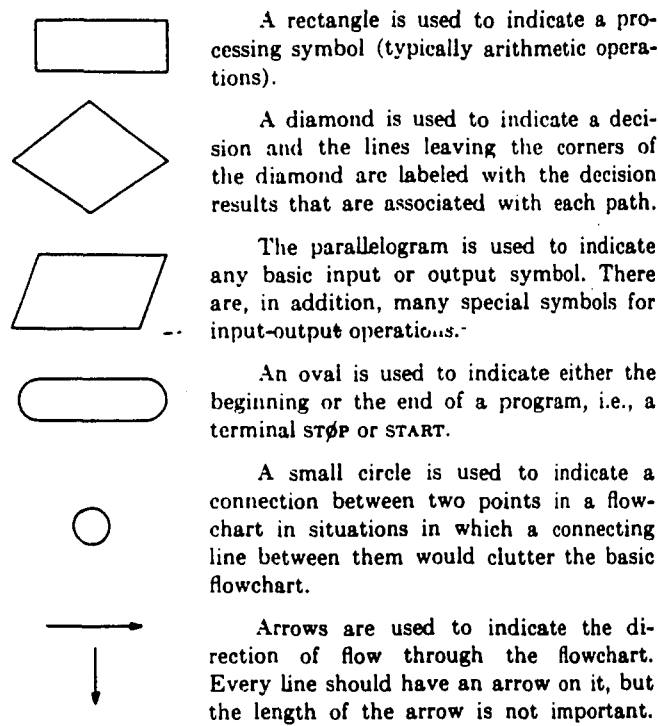 A rectangle is used to indicate a pro-
cessing symbol (typically arithmetic opera-
tions).
A diamond is used to indicate a deci-
sion and the lines leaving the corners of
the diamond are labeled with the decision
results that are associated with each path.
The parallelogram is used to indicate
any basic input or output symbol. There
are, in addition, many special symbols for
input-output operations.
An oval is used to indicate either the
beginning or the end of a program, i.e., a
terminal STØP or START.
A small circle is used to indicate a
connection between two points in a flow-
chart in situations in which a connecting
line between them would clutter the basic
flowchart.
Arrows are used to indicate the di-
rection of flow through the flowchart.
Every line should have an arrow on it, but
the length of the arrow is not important.